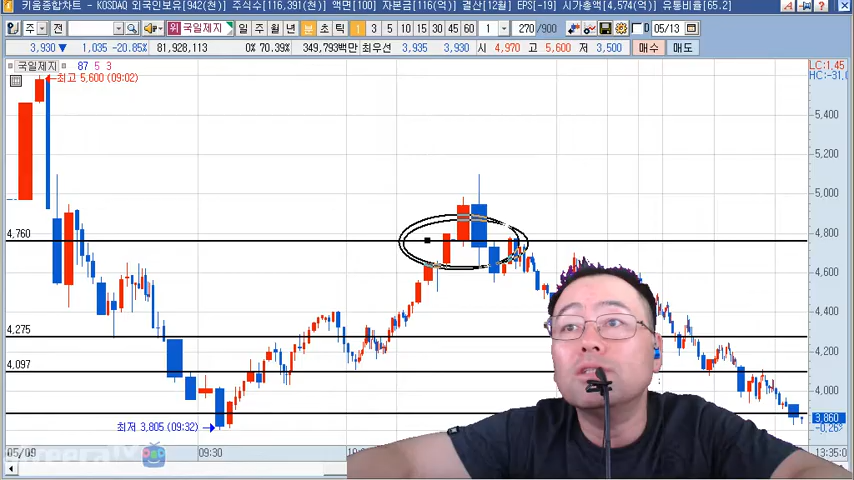 키움종합차트 - KOSDAQ 외국인보유[942(천)] 주식수[116,391(천)] 액면[100] 자본금[116(억)] 결산[12월] EPS[-19] 시가총액[4,574(억)] 유통비율[65.2]
주 전 위 국일제지 일 주 월 년 분 초 틱 1 3 5 10 15 30 45 60 1 270 /900 D 05/13
3,930▼ 1,035 -20.85% 81,928,113 0% 70.39% 349,793백만 최우선 3,935 3,930 시 4,970 고 5,600 저 3,500 매수 매도
국일제지 87 5 3
LC:1.45
HC:-31.0
최고 5,600 (09:02)
5,400
5,200
5,000
4,800
4,760
4,600
4,400
4,275
4,200
4,097
4,000
3,860
-0.26%
최저 3,805 (09:32)
05/09 09:30 13:35:0